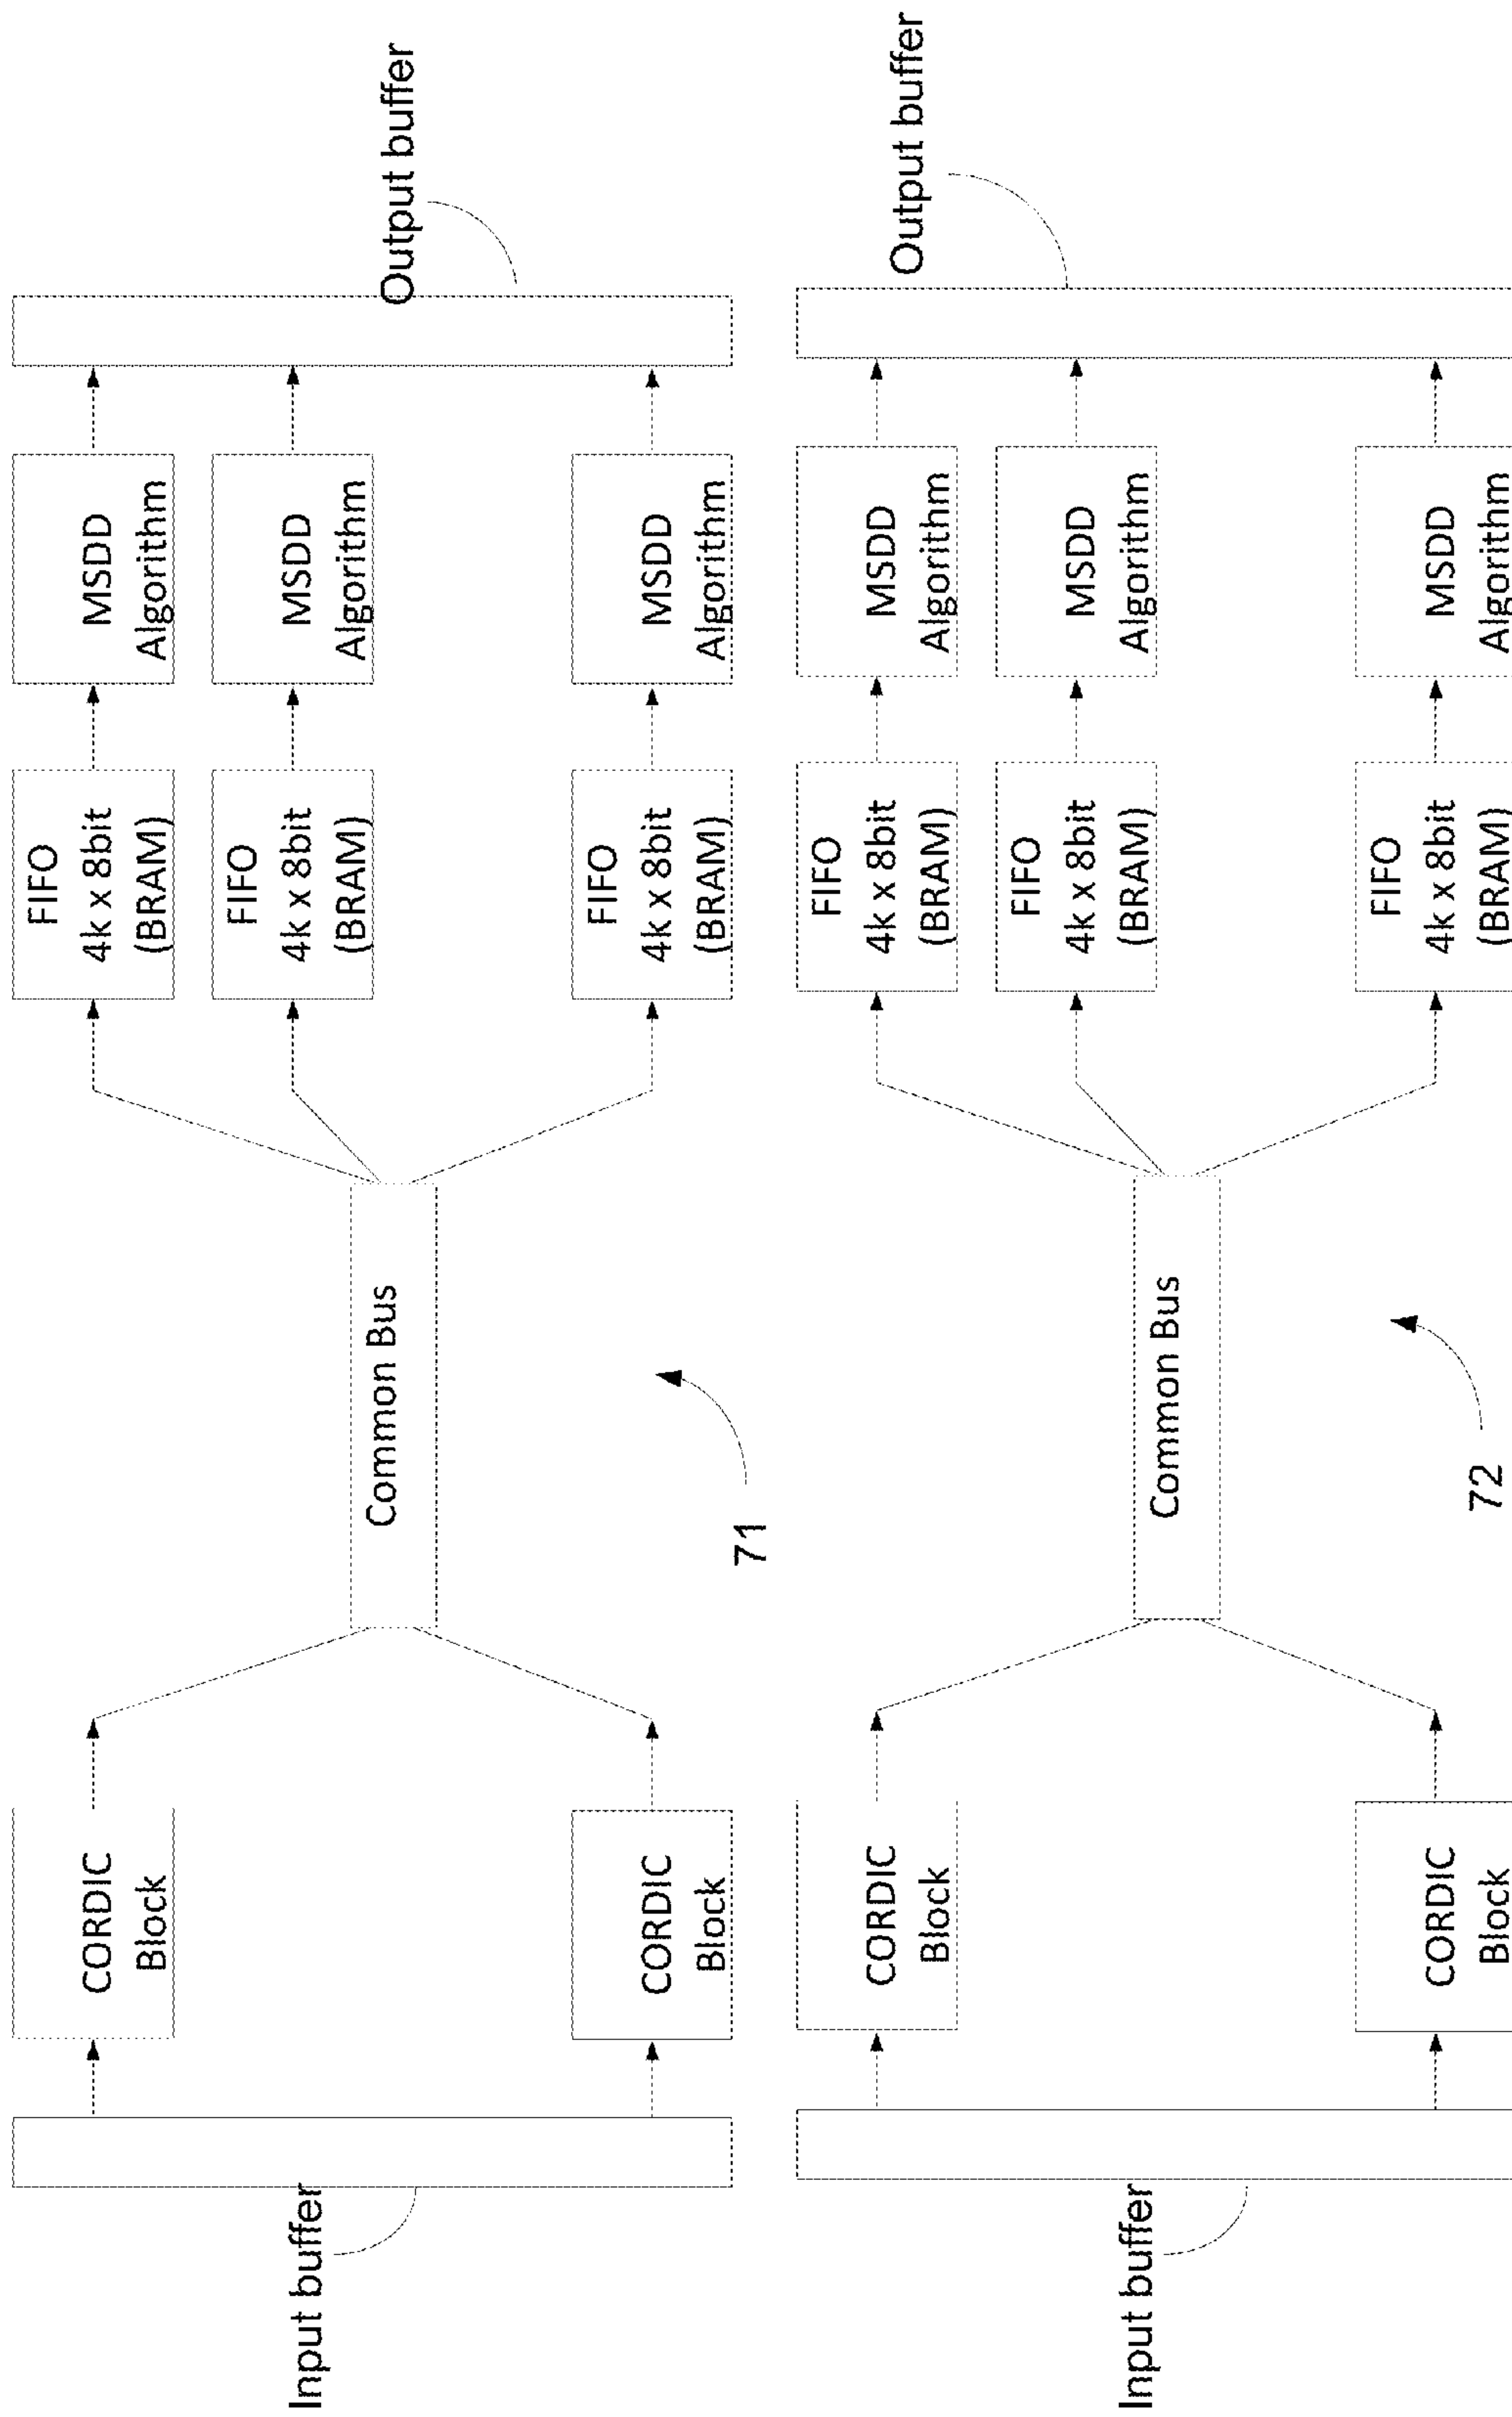 Input buffer
CORDIC
Block
CORDIC
Block
Common Bus
71
FIFO
4k x 8bit
(BRAM)
FIFO
4k x 8bit
(BRAM)
FIFO
4k x 8bit
(BRAM)
MSDD
Algorithm
MSDD
Algorithm
MSDD
Algorithm
Output buffer
Input buffer
CORDIC
Block
CORDIC
Block
Common Bus
72
FIFO
4k x 8bit
(BRAM)
FIFO
4k x 8bit
(BRAM)
FIFO
4k x 8bit
(BRAM)
MSDD
Algorithm
MSDD
Algorithm
MSDD
Algorithm
Output buffer